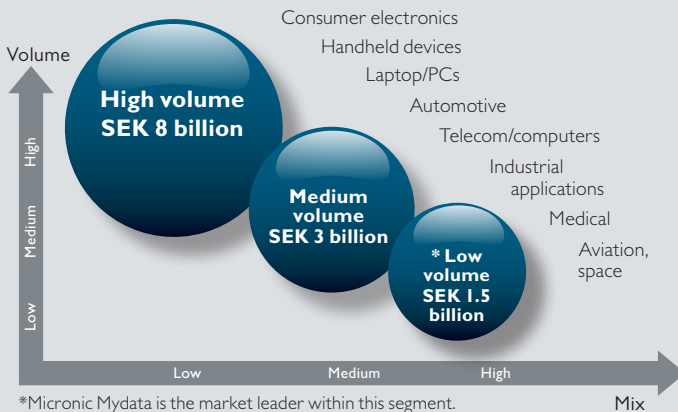 Consumer electronics
Handheld devices
Laptop/PCs
Automotive
Telecom/computers
Industrial
applications
Medical
Aviation,
space
Volume
High
Medium
Low
High volume
SEK 8 billion
Medium
volume
SEK 3 billion
* Low
volume
SEK 1.5
billion
Low
Medium
High
*Micronic Mydata is the market leader within this segment.
Mix